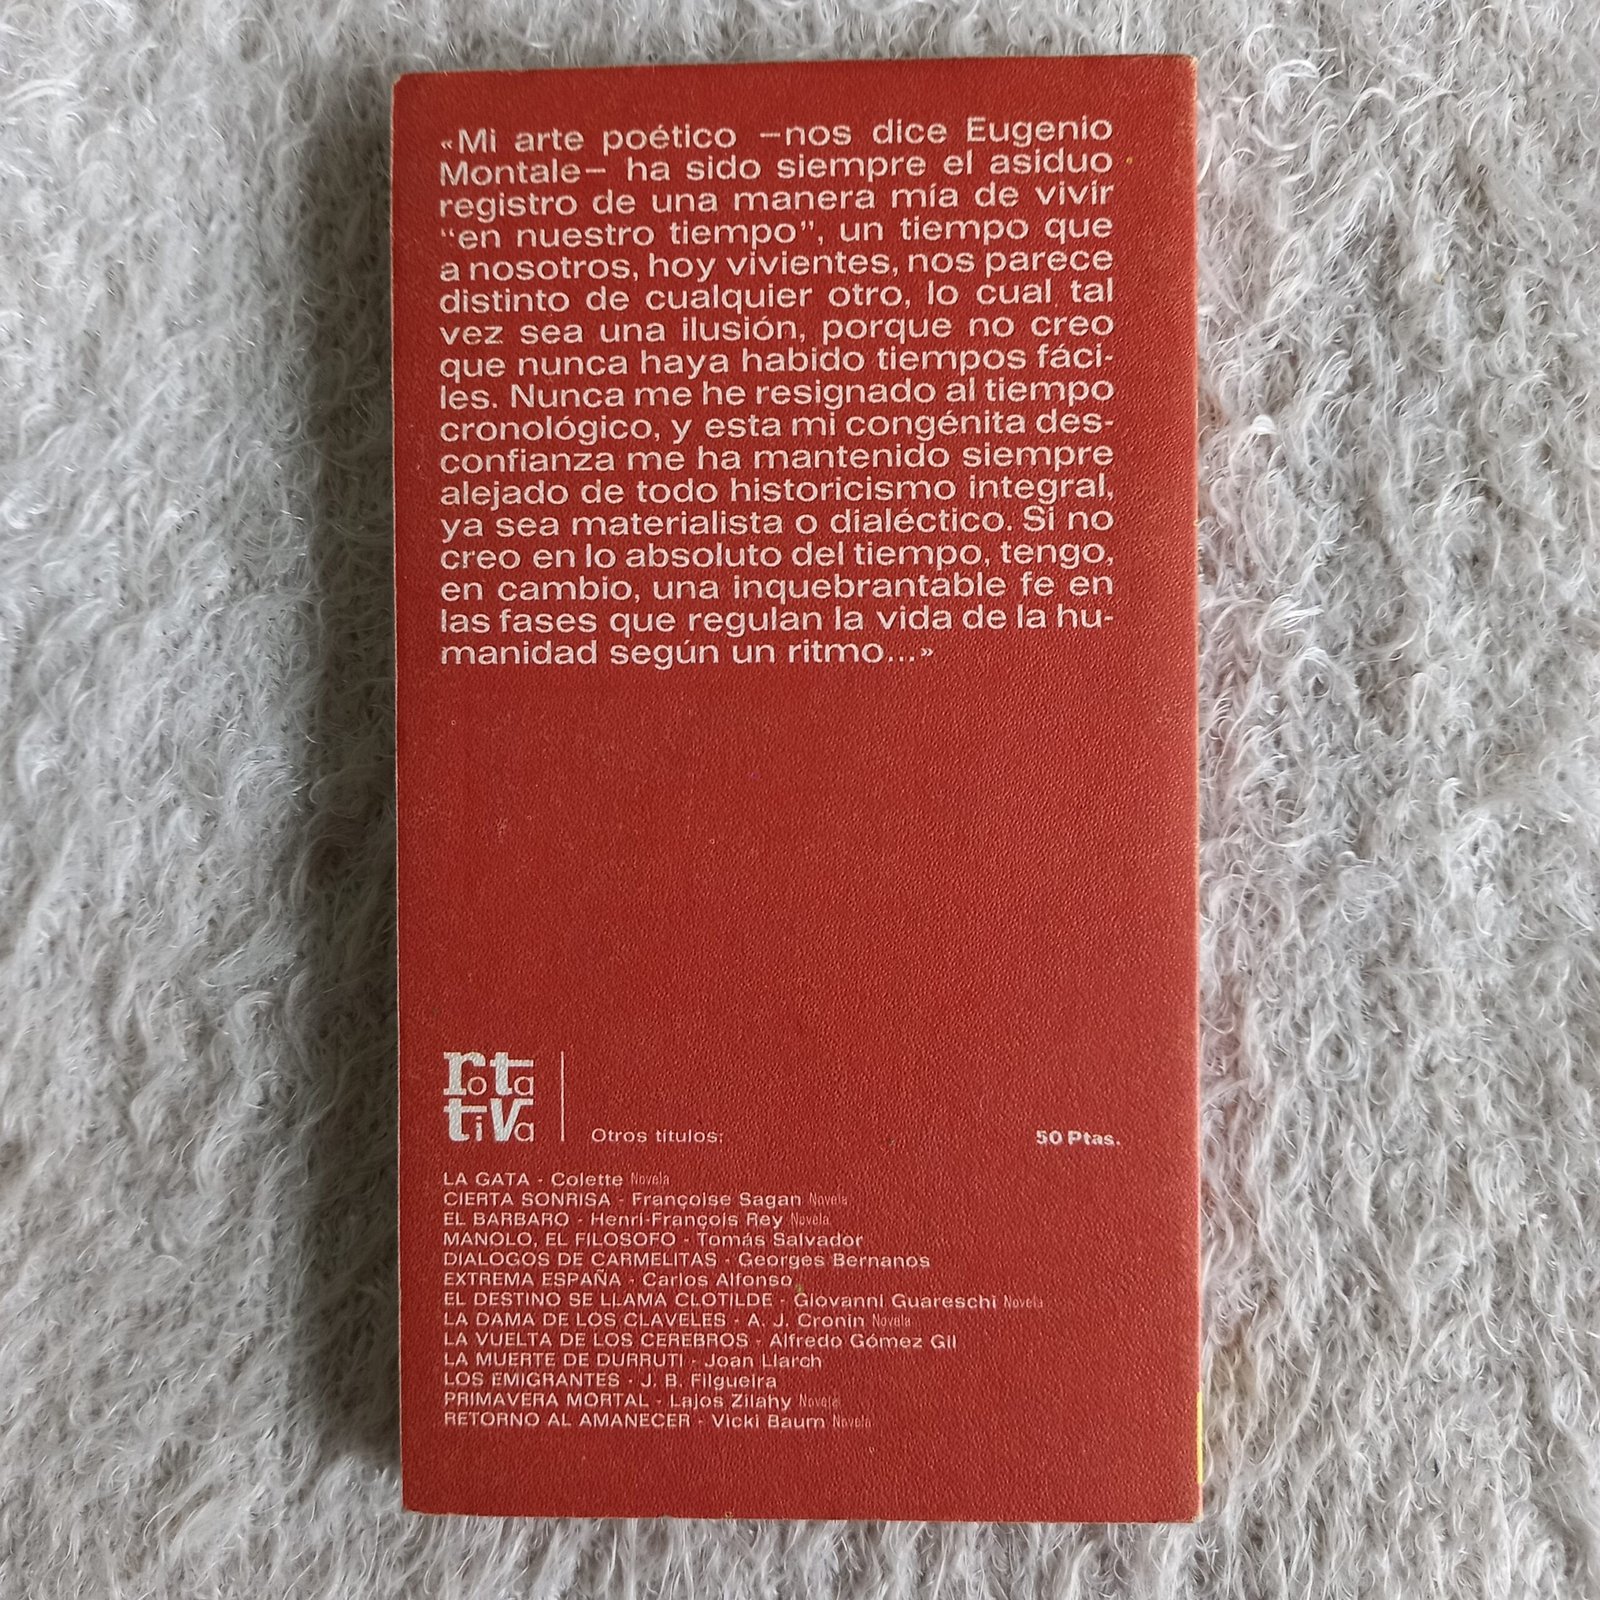 «Mi arte poético —nos dice Eugenio
Montale— ha sido siempre el asiduo
registro de una manera mía de vivir
“en nuestro tiempo”, un tiempo que
a nosotros, hoy vivientes, nos parece
distinto de cualquier otro, lo cual tal
vez sea una ilusión, porque no creo
que nunca haya habido tiempos fáci-
les. Nunca me he resignado al tiempo
cronológico, y esta mi congénita des-
confianza me ha mantenido siempre
alejado de todo historicismo integral,
ya sea materialista o dialéctico. Si no
creo en lo absoluto del tiempo, tengo,
en cambio, una inquebrantable fe en
las fases que regulan la vida de la hu-
manidad según un ritmo...»
rota
tiva
Otros títulos: 50 Ptas.
LA GATA - Colette Novela
CIERTA SONRISA - Françoise Sagan Novela
EL BARBARO - Henri-François Rey Novela
MANOLO, EL FILOSOFO - Tomás Salvador
DIALOGOS DE CARMELITAS - Georges Bernanos
EXTREMA ESPAÑA - Carlos Alfonso
EL DESTINO SE LLAMA CLOTILDE - Giovanni Guareschi Novela
LA DAMA DE LOS CLAVELES - A. J. Cronin Novela
LA VUELTA DE LOS CEREBROS - Alfredo Gómez Gil
LA MUERTE DE DURRUTI - Joan Llarch
LOS EMIGRANTES - J. B. Filgueira
PRIMAVERA MORTAL - Lajos Zilahy Novela
RETORNO AL AMANECER - Vicki Baum Novela